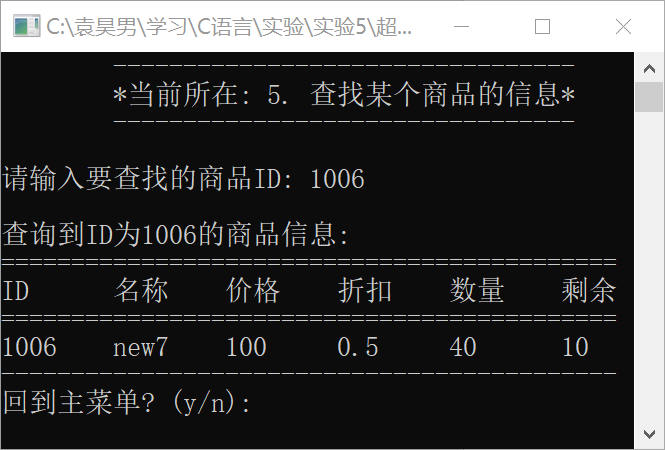 C:\袁昊男\学习\C语言\实验\实验5\超...
----------------------------------
*当前所在: 5. 查找某个商品的信息*
----------------------------------
请输入要查找的商品ID: 1006
查询到ID为1006的商品信息:
============================================
ID 名称 价格 折扣 数量 剩余
============================================
1006 new7 100 0.5 40 10
--------------------------------------------
回到主菜单? (y/n):